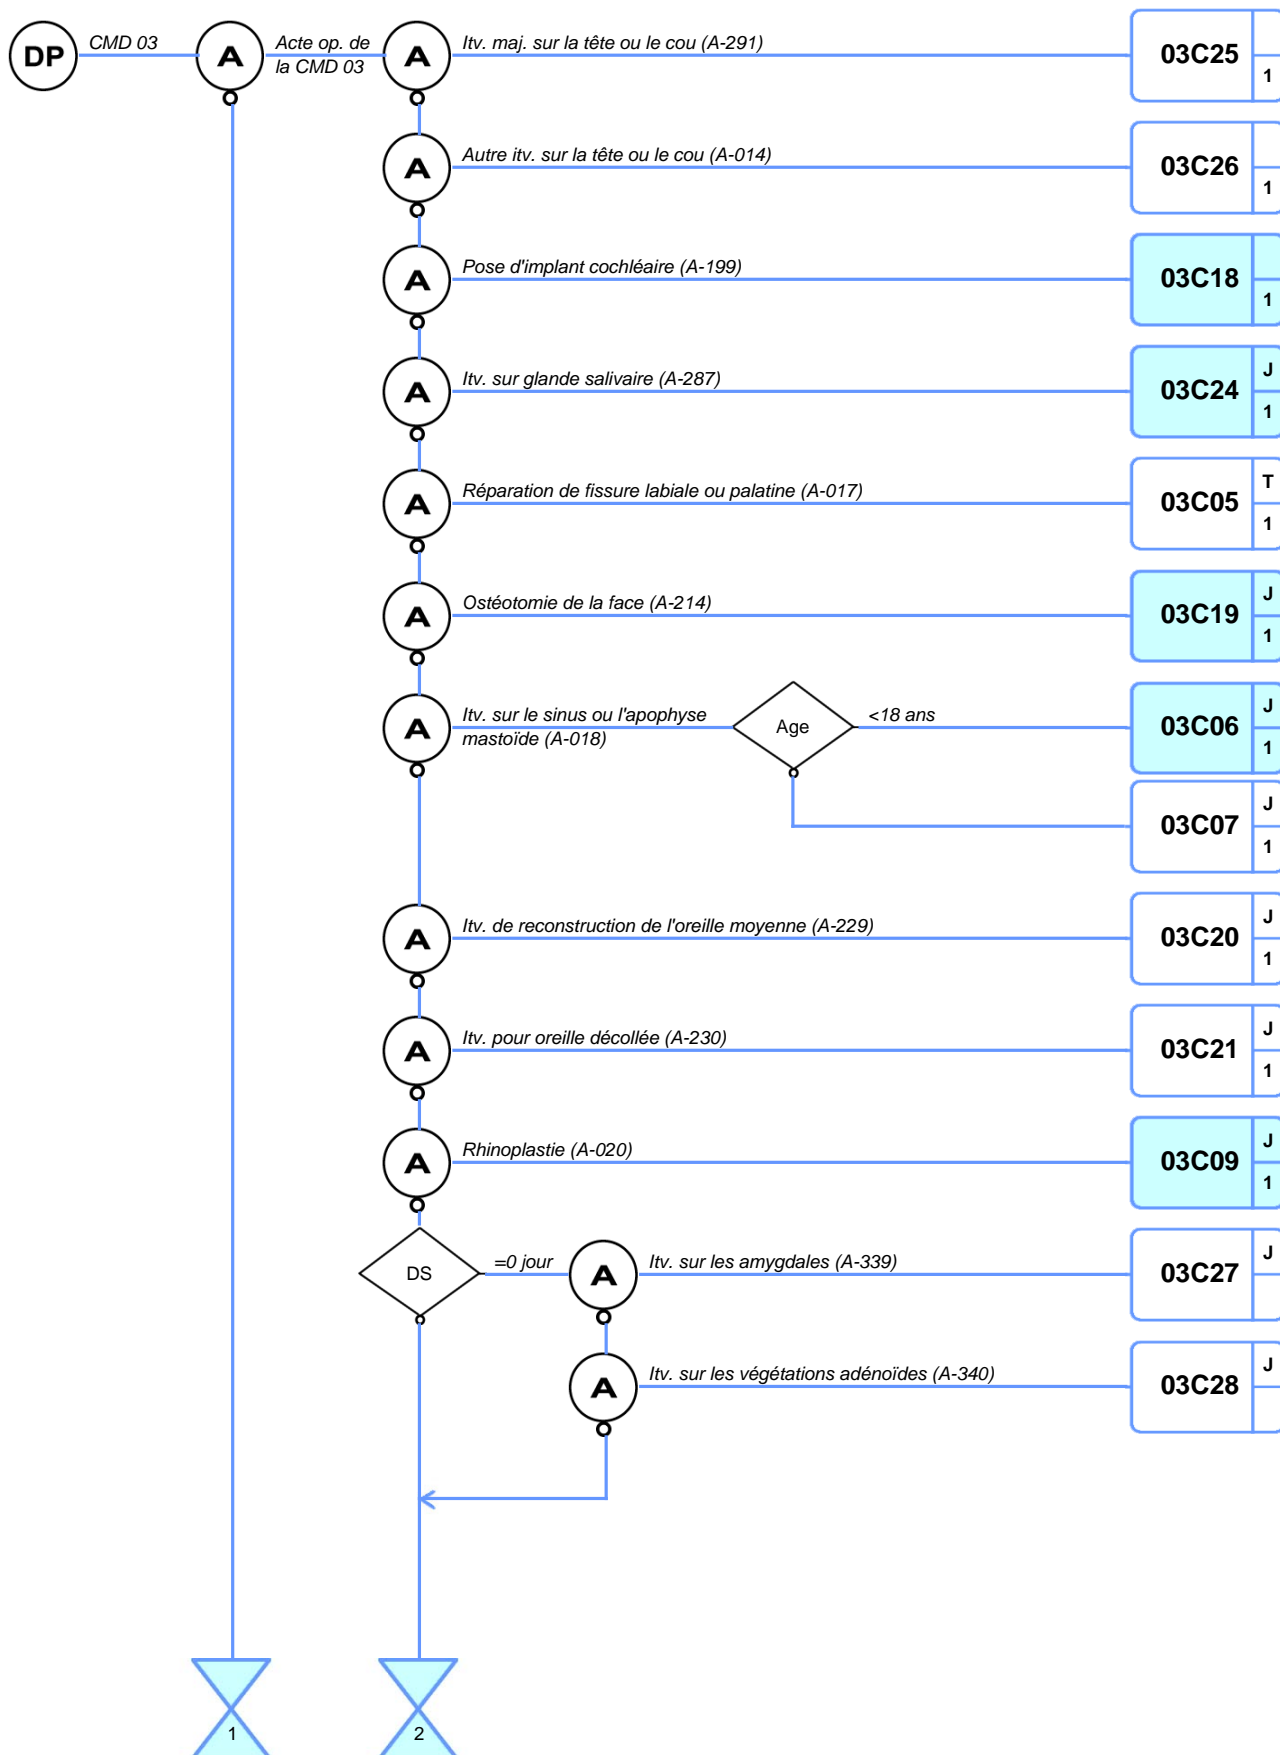 DP
CMD 03
A
Acte op. de
la CMD 03
A
Itv. maj. sur la tête ou le cou (A-291)
03C25
1
A
Autre itv. sur la tête ou le cou (A-014)
03C26
1
A
Pose d'implant cochléaire (A-199)
03C18
1
A
Itv. sur glande salivaire (A-287)
03C24
J
1
A
Réparation de fissure labiale ou palatine (A-017)
03C05
T
1
A
Ostéotomie de la face (A-214)
03C19
J
1
A
Itv. sur le sinus ou l'apophyse
mastoïde (A-018)
Age
<18 ans
03C06
J
1
03C07
J
1
A
Itv. de reconstruction de l'oreille moyenne (A-229)
03C20
J
1
A
Itv. pour oreille décollée (A-230)
03C21
J
1
A
Rhinoplastie (A-020)
03C09
J
1
DS
=0 jour
A
Itv. sur les amygdales (A-339)
03C27
J
A
Itv. sur les végétations adénoïdes (A-340)
03C28
J
1
2